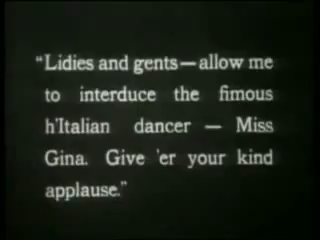 "Lidies and gents—allow me
to interduce the fimous
h'Italian dancer — Miss
Gina. Give 'er your kind
applause."